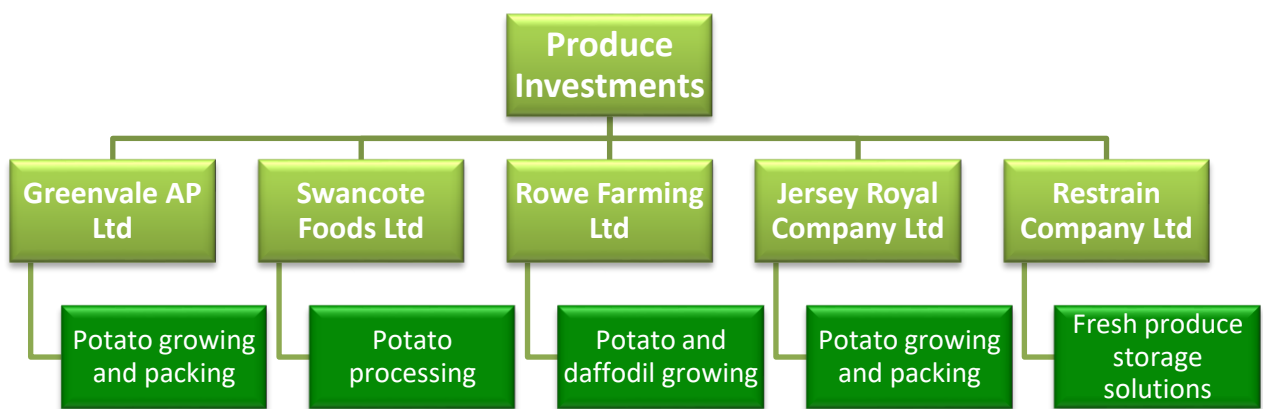 Produce
Investments
Greenvale AP
Ltd
Swancote
Foods Ltd
Rowe Farming
Ltd
Jersey Royal
Company Ltd
Restrain
Company Ltd
Potato growing
and packing
Potato
processing
Potato and
daffodil growing
Potato growing
and packing
Fresh produce
storage
solutions